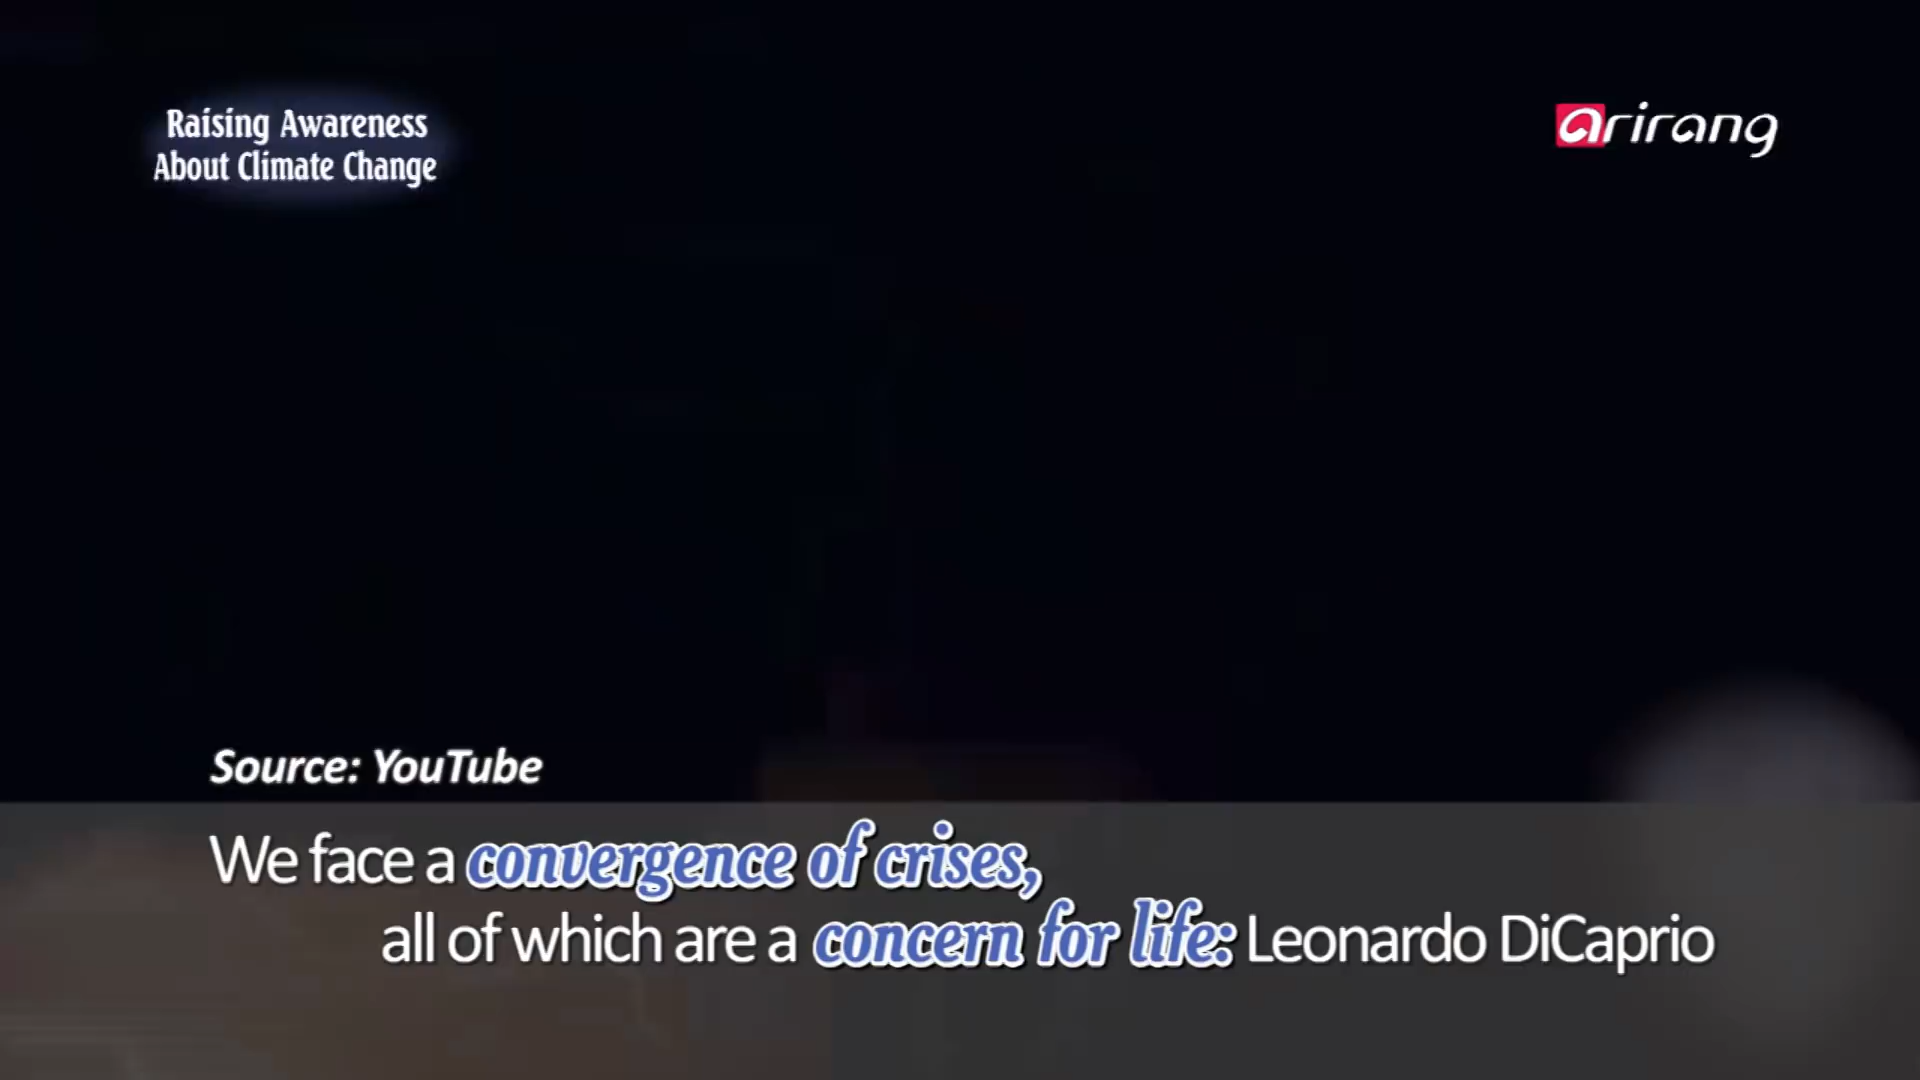 Raising Awareness
About Climate Change
arirang
Source: YouTube
We face a convergence of crises,
all of which are a concern for life: Leonardo DiCaprio